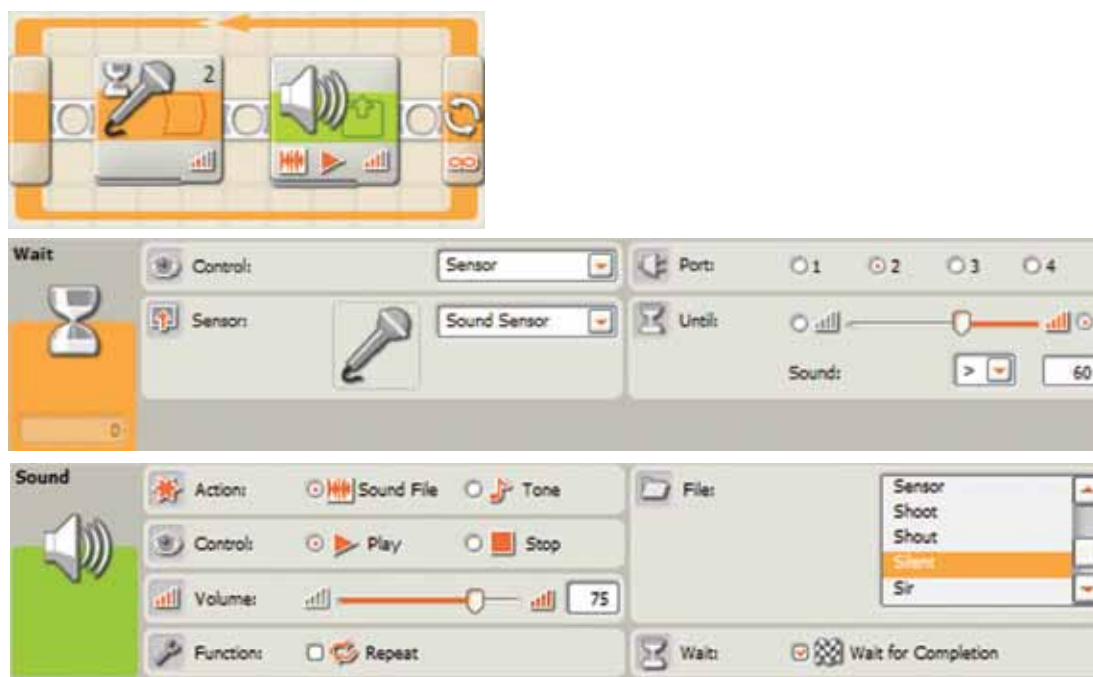 2
Wait
Control:
Sensor
Port:
1 2 3 4
Sensor:
Sound Sensor
Until:
Sound:
>
60
0
Sound
Action:
Sound File
Tone
File:
Sensor
Shoot
Shout
Silent
Sir
Control:
Play
Stop
Volume:
75
Function:
Repeat
Wait:
Wait for Completion